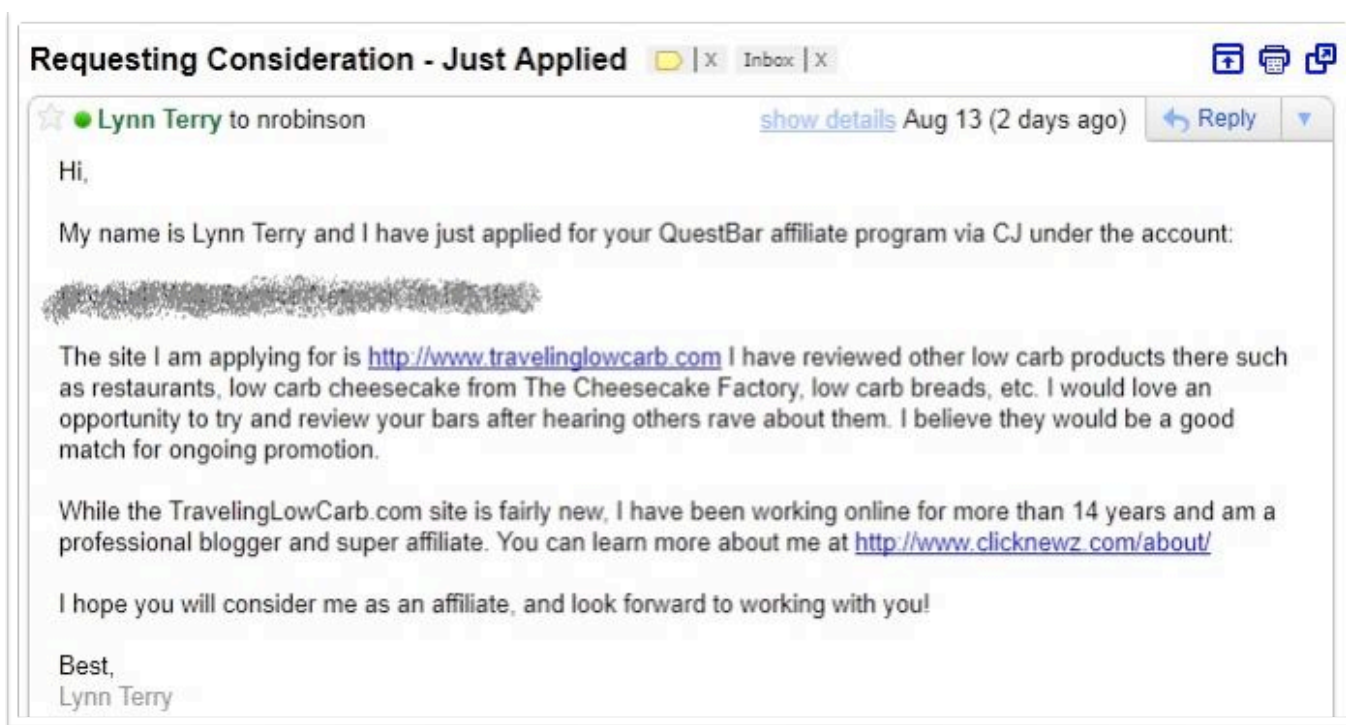 Requesting Consideration - Just Applied | X Inbox | X
Lynn Terry to nrobinson show details Aug 13 (2 days ago) Reply
Hi,
My name is Lynn Terry and I have just applied for your QuestBar affiliate program via CJ under the account:
The site I am applying for is http://www.travelinglowcarb.com I have reviewed other low carb products there such
as restaurants, low carb cheesecake from The Cheesecake Factory, low carb breads, etc. I would love an
opportunity to try and review your bars after hearing others rave about them. I believe they would be a good
match for ongoing promotion.
While the TravelingLowCarb.com site is fairly new, I have been working online for more than 14 years and am a
professional blogger and super affiliate. You can learn more about me at http://www.clicknewz.com/about/
I hope you will consider me as an affiliate, and look forward to working with you!
Best,
Lynn Terry